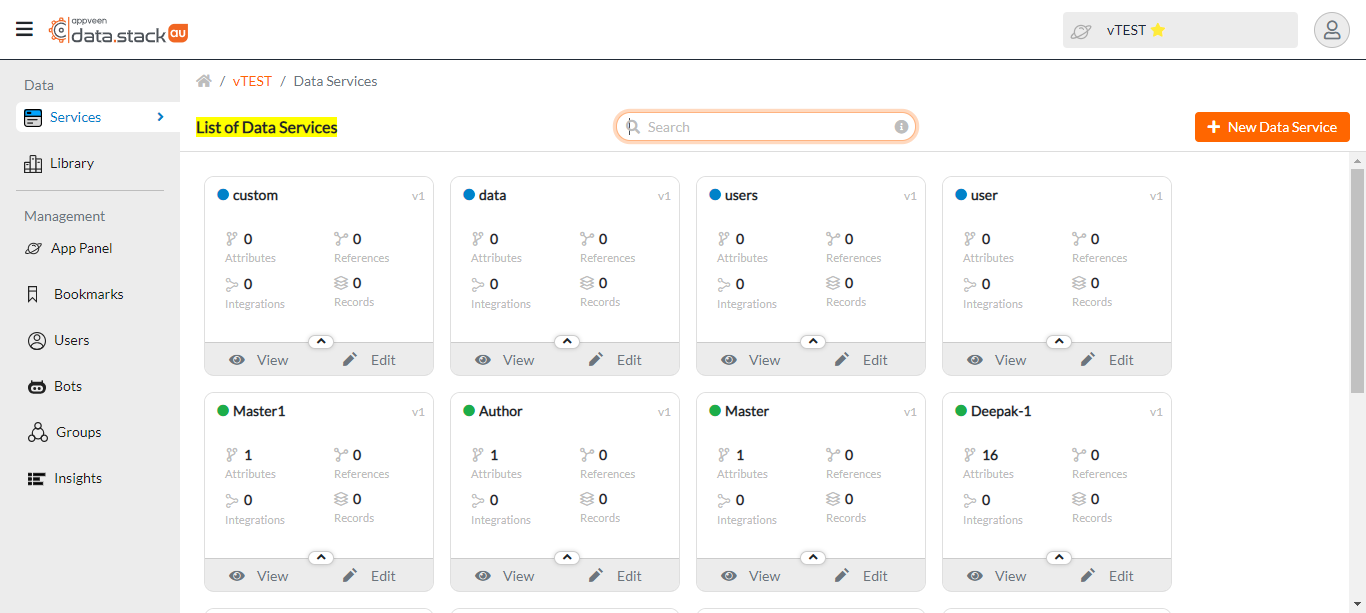 appveen
data.stack au
vTEST ⭐
Data
Services
Library
Management
App Panel
Bookmarks
Users
Bots
Groups
Insights
/ vTEST / Data Services
List of Data Services
Search
+ New Data Service
custom v1
0 0
Attributes References
0 0
Integrations Records
View Edit
data v1
0 0
Attributes References
0 0
Integrations Records
View Edit
users v1
0 0
Attributes References
0 0
Integrations Records
View Edit
user v1
0 0
Attributes References
0 0
Integrations Records
View Edit
Master1 v1
1 0
Attributes References
0 0
Integrations Records
View Edit
Author v1
1 0
Attributes References
0 0
Integrations Records
View Edit
Master v1
1 0
Attributes References
0 0
Integrations Records
View Edit
Deepak-1 v1
16 0
Attributes References
0 0
Integrations Records
View Edit